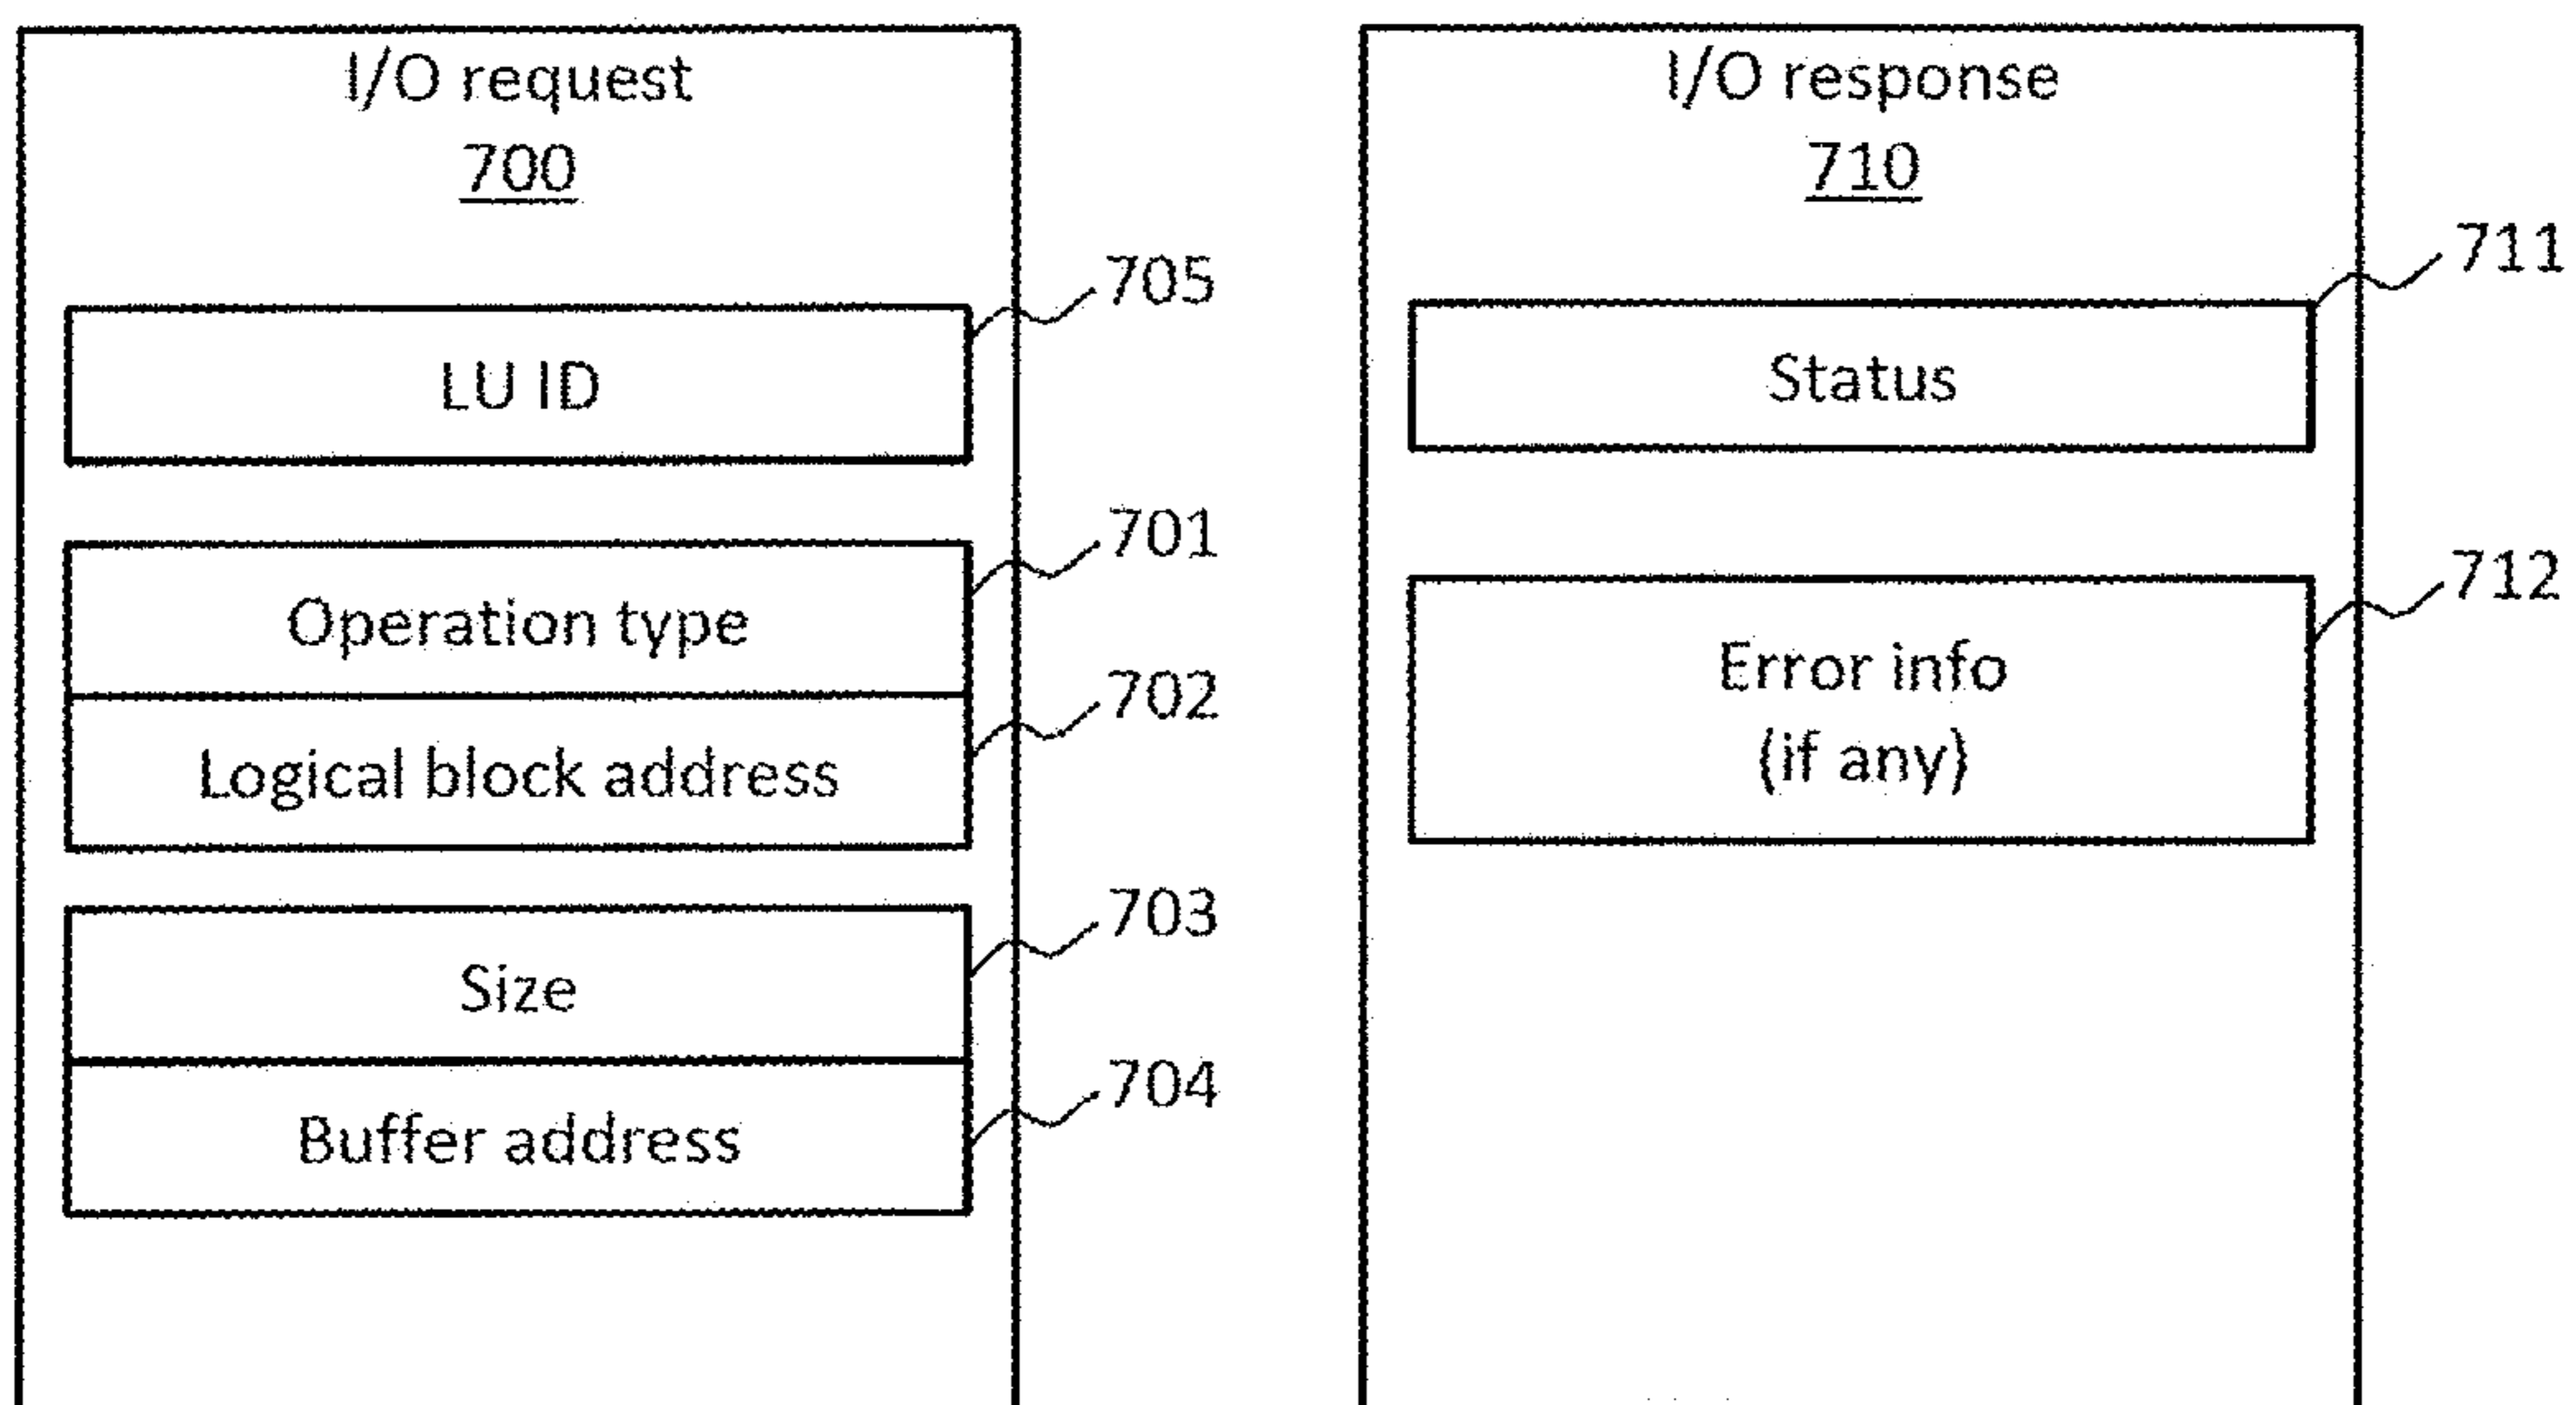 I/O request
700
705
LU ID
701
Operation type
702
Logical block address
703
Size
704
Buffer address
I/O response
710
711
Status
712
Error info
(if any)